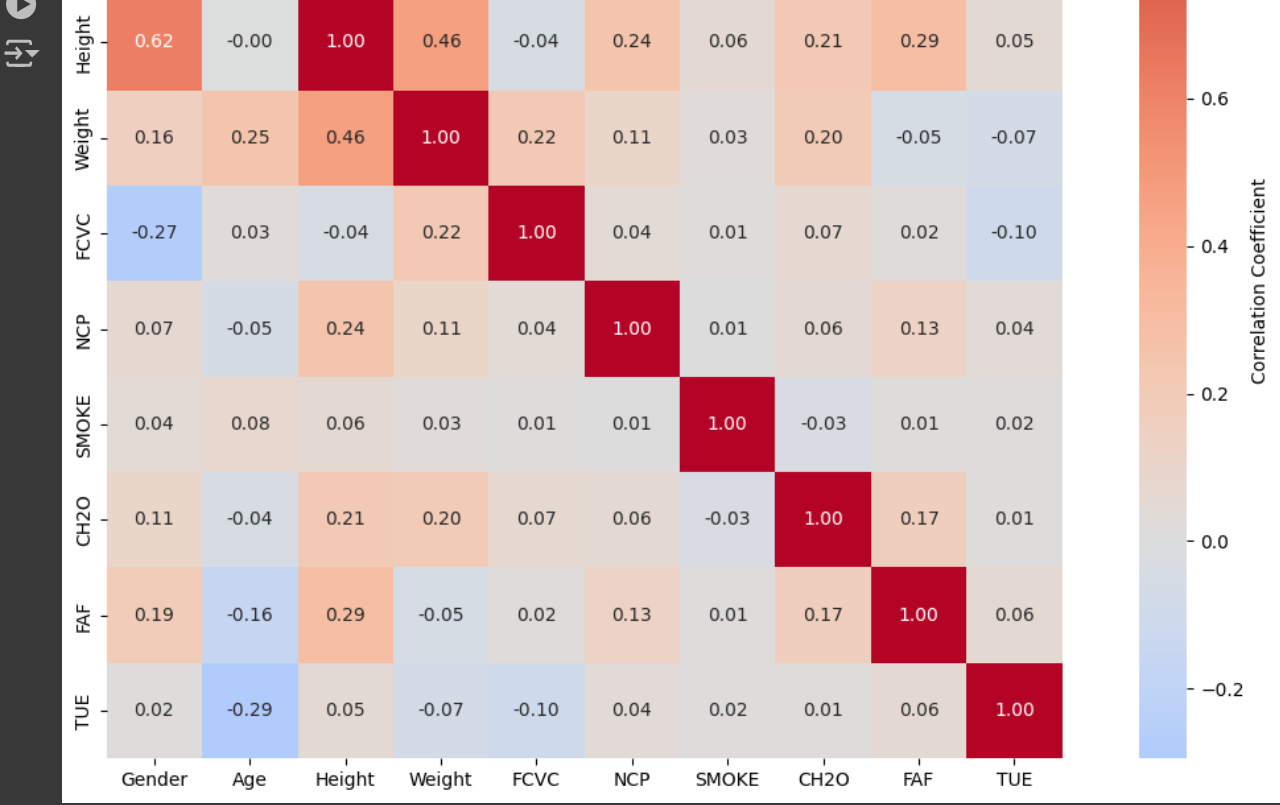 Height 0.62 -0.00 1.00 0.46 -0.04 0.24 0.06 0.21 0.29 0.05
Weight 0.16 0.25 0.46 1.00 0.22 0.11 0.03 0.20 -0.05 -0.07
FCVC -0.27 0.03 -0.04 0.22 1.00 0.04 0.01 0.07 0.02 -0.10
NCP 0.07 -0.05 0.24 0.11 0.04 1.00 0.01 0.06 0.13 0.04
SMOKE 0.04 0.08 0.06 0.03 0.01 0.01 1.00 -0.03 0.01 0.02
CH2O 0.11 -0.04 0.21 0.20 0.07 0.06 -0.03 1.00 0.17 0.01
FAF 0.19 -0.16 0.29 -0.05 0.02 0.13 0.01 0.17 1.00 0.06
TUE 0.02 -0.29 0.05 -0.07 -0.10 0.04 0.02 0.01 0.06 1.00
Gender Age Height Weight FCVC NCP SMOKE CH2O FAF TUE
0.6
0.4
0.2
0.0
−0.2
Correlation Coefficient